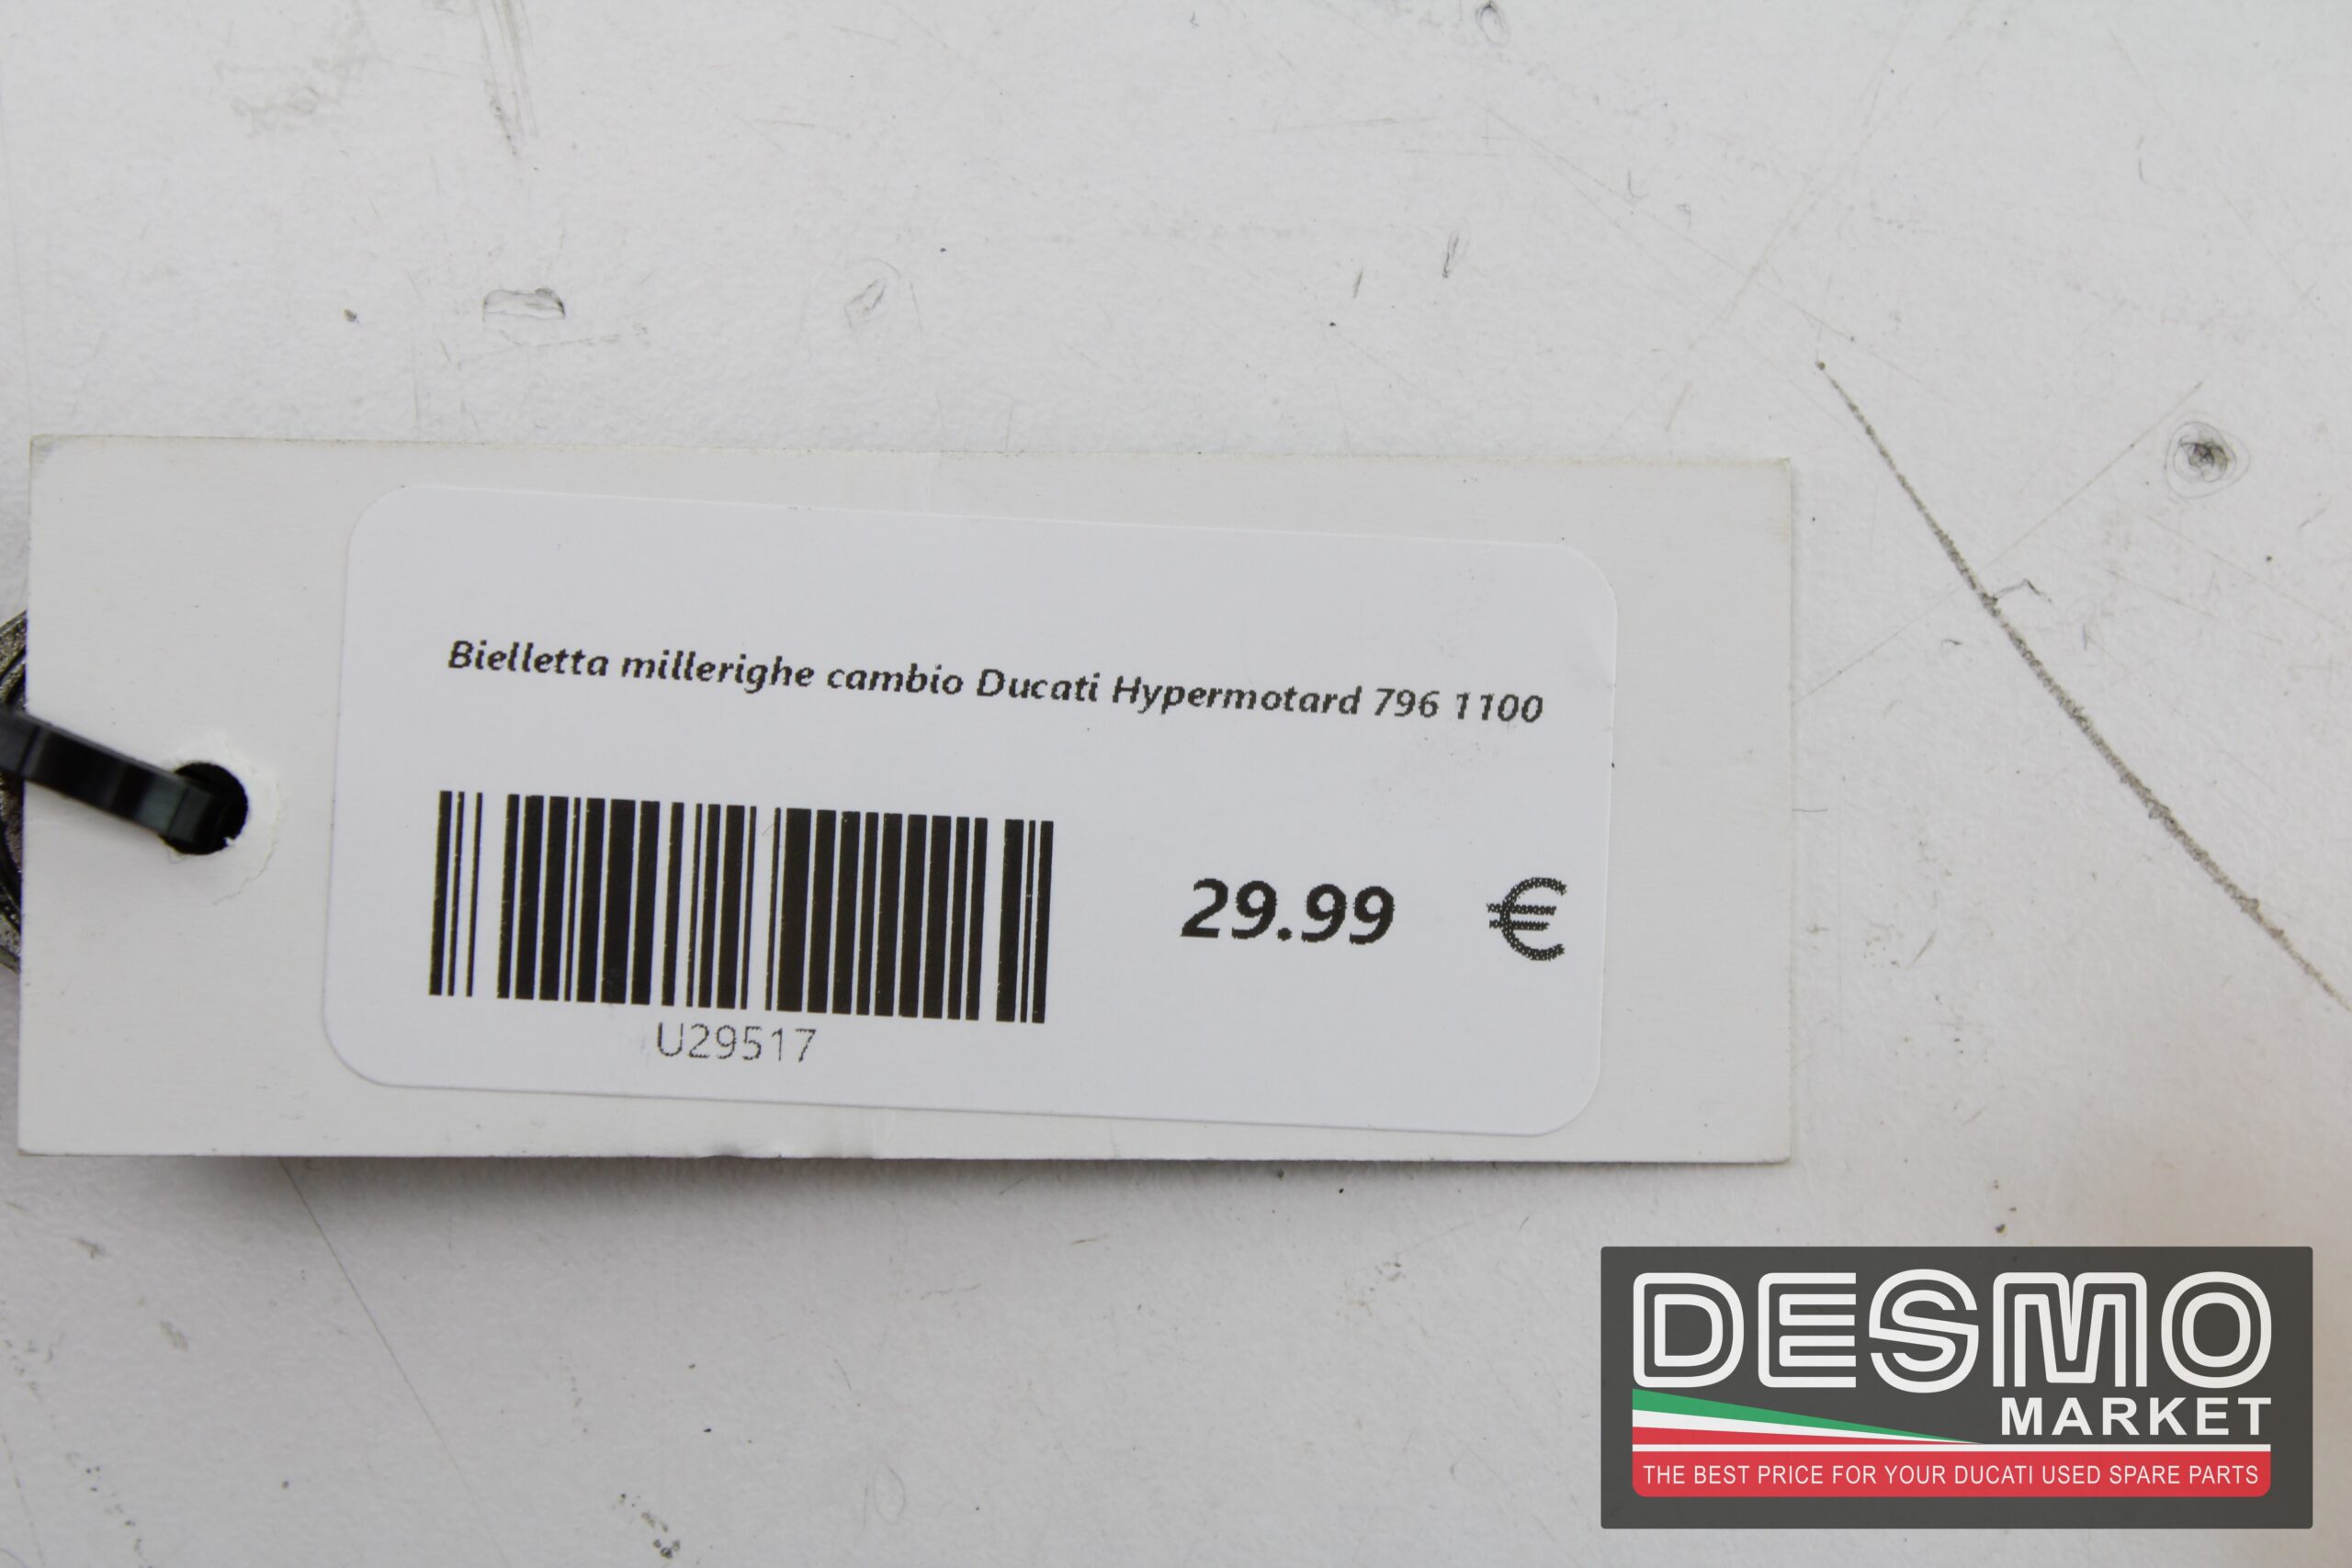 Bielletta millerighe cambio Ducati Hypermotard 796 1100
29.99 €
U29517
DESMO
MARKET
THE BEST PRICE FOR YOUR DUCATI USED SPARE PARTS